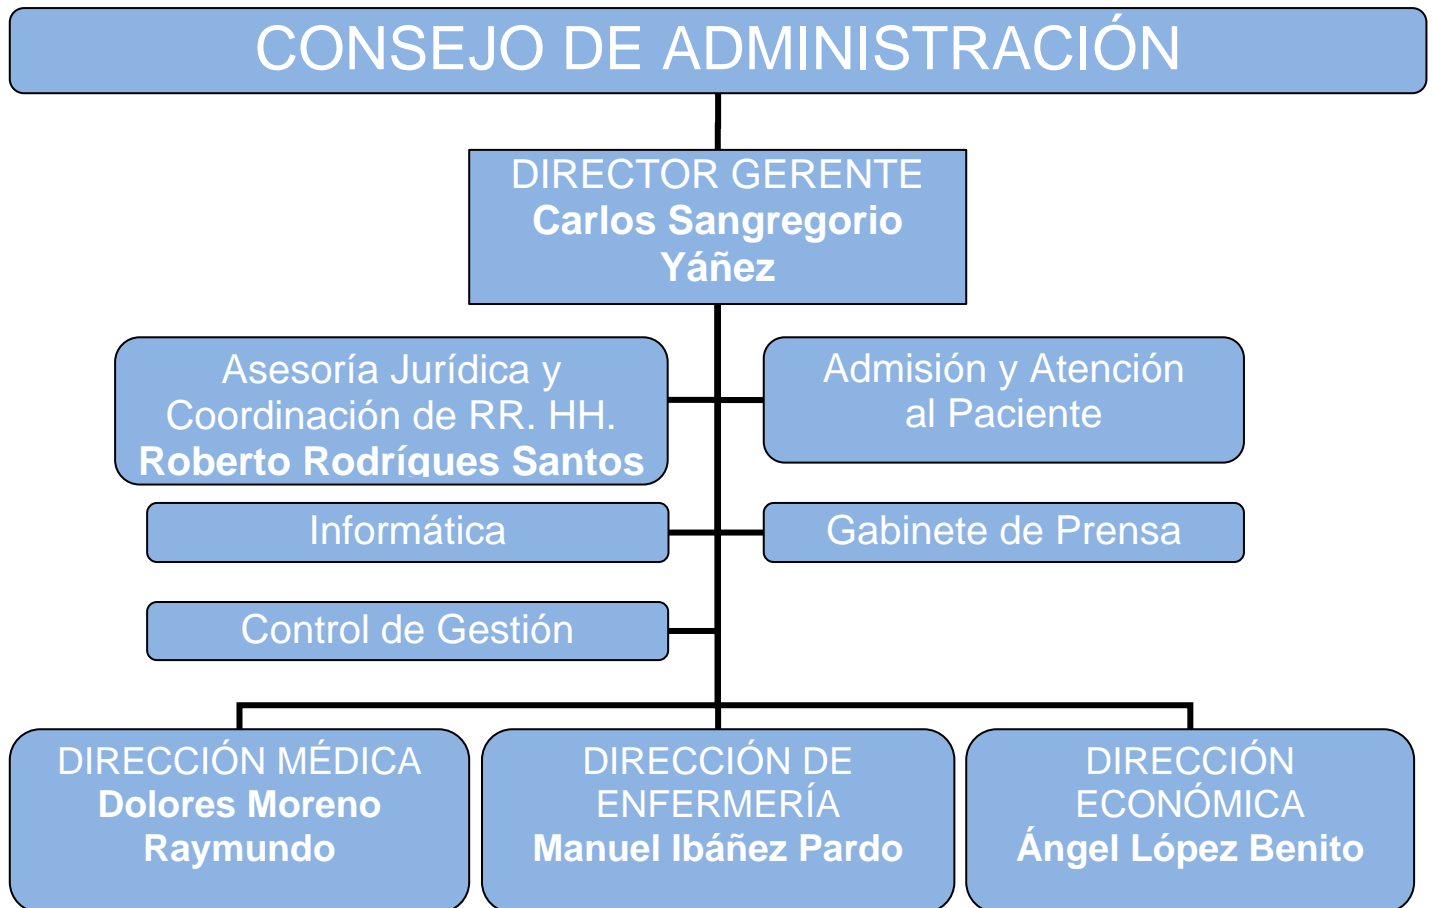 CONSEJO DE ADMINISTRACIÓN
DIRECTOR GERENTE
Carlos Sangregorio
Yáñez
Asesoría Jurídica y
Coordinación de RR. HH.
Roberto Rodrígues Santos
Admisión y Atención
al Paciente
Informática
Gabinete de Prensa
Control de Gestión
DIRECCIÓN MÉDICA
Dolores Moreno
Raymundo
DIRECCIÓN DE
ENFERMERÍA
Manuel Ibáñez Pardo
DIRECCIÓN
ECONÓMICA
Ángel López Benito